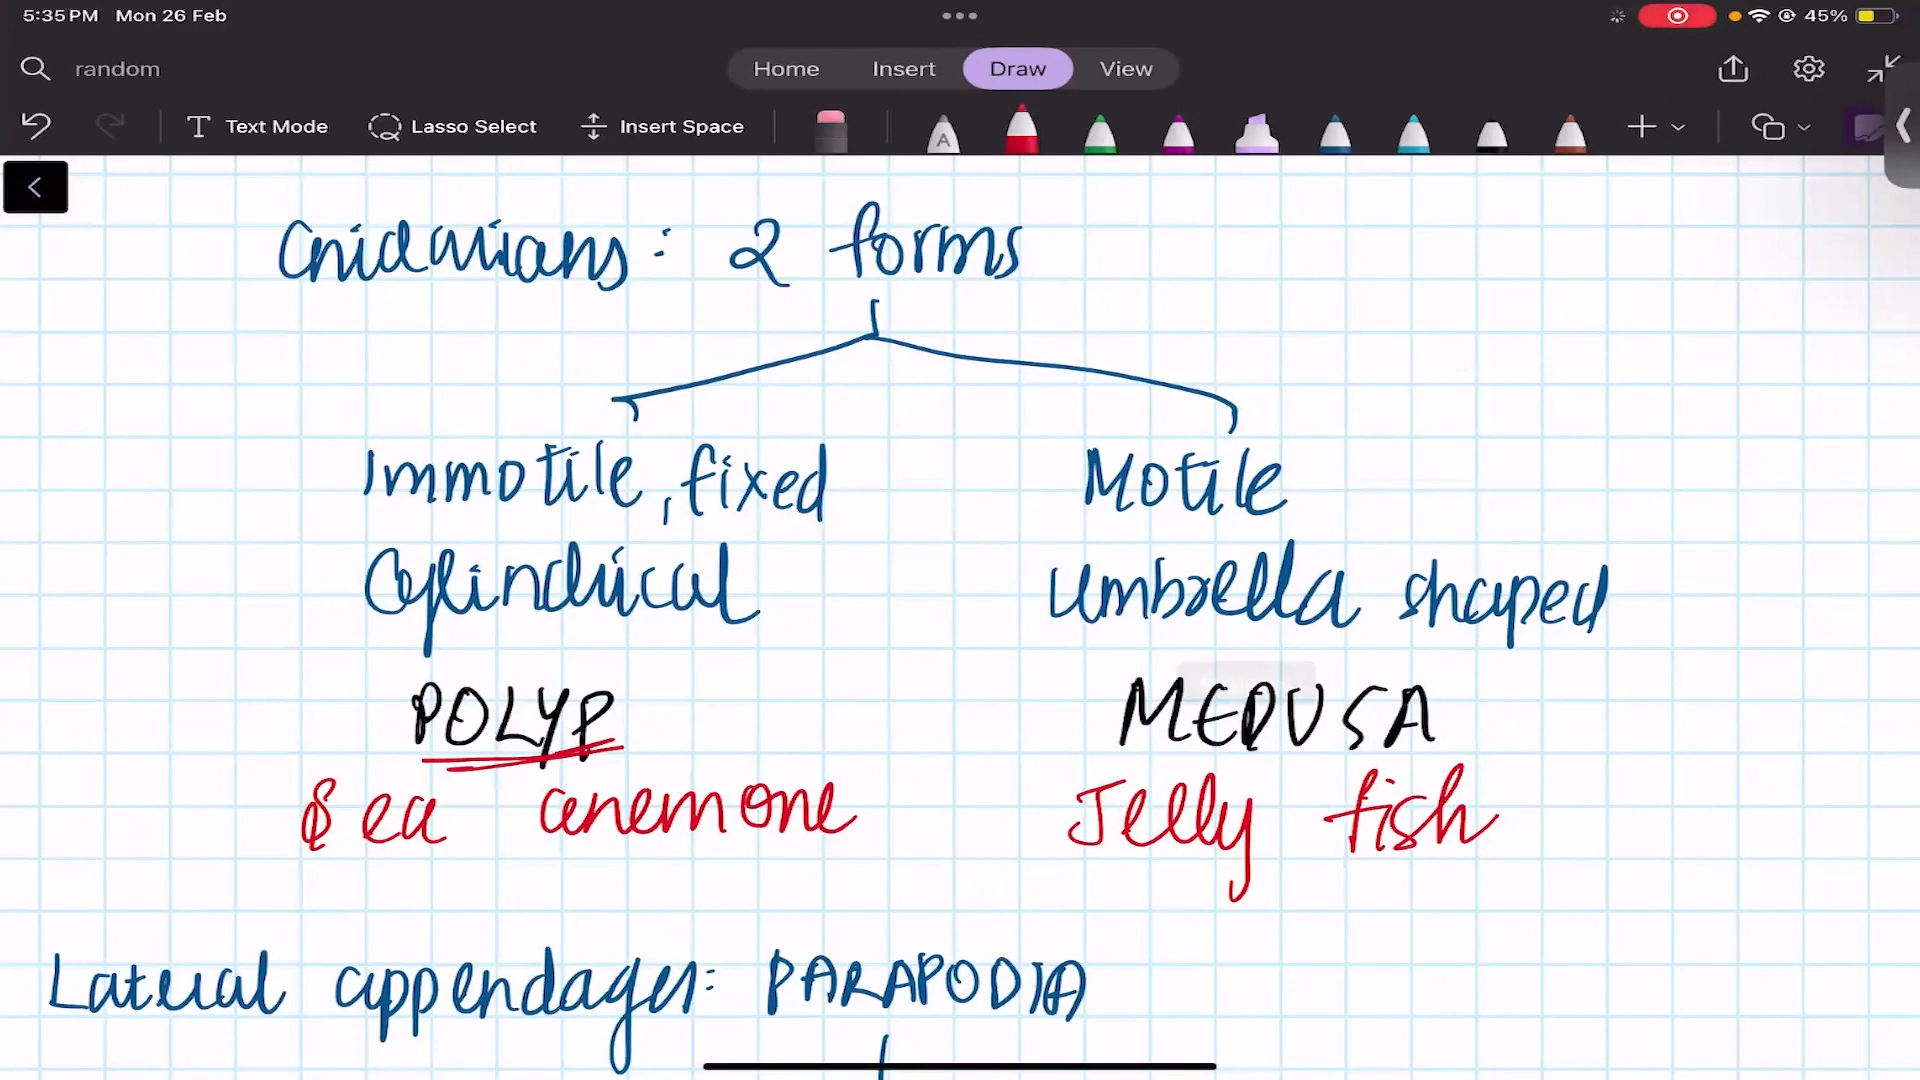 5:35 PM Mon 26 Feb 45%
random Home Insert Draw View
Text Mode Lasso Select Insert Space A
Cnidarians: 2 forms
Immotile, fixed Motile
Cylindrical Umbrella shaped
POLYP MEDUSA
Sea anemone Jelly fish
Lateral appendages: PARAPODIA